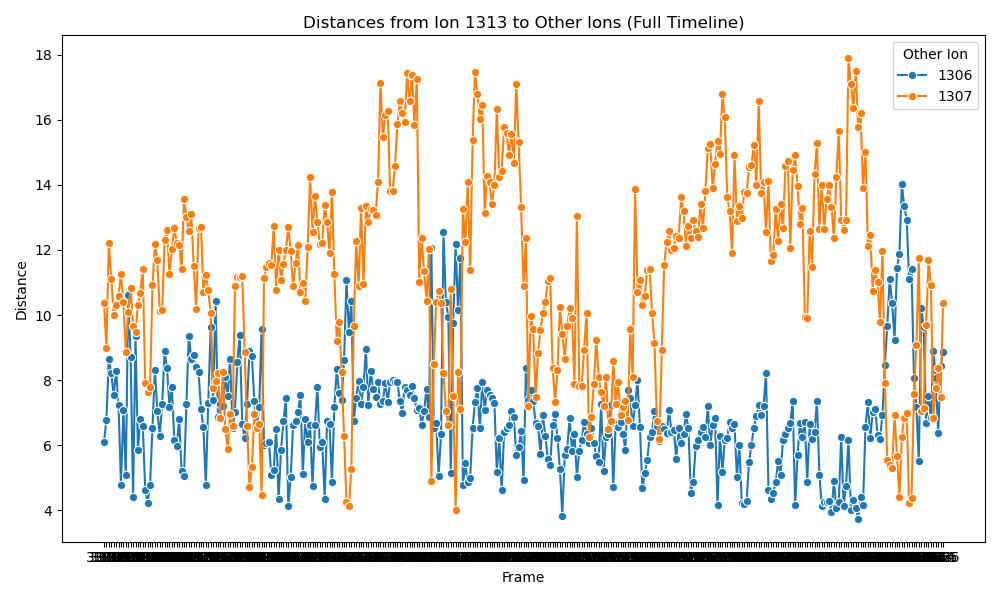 Distances from Ion 1313 to Other Ions (Full Timeline)
Other Ion
1306
1307
18
16
14
12
10
8
6
4
Distance
Frame